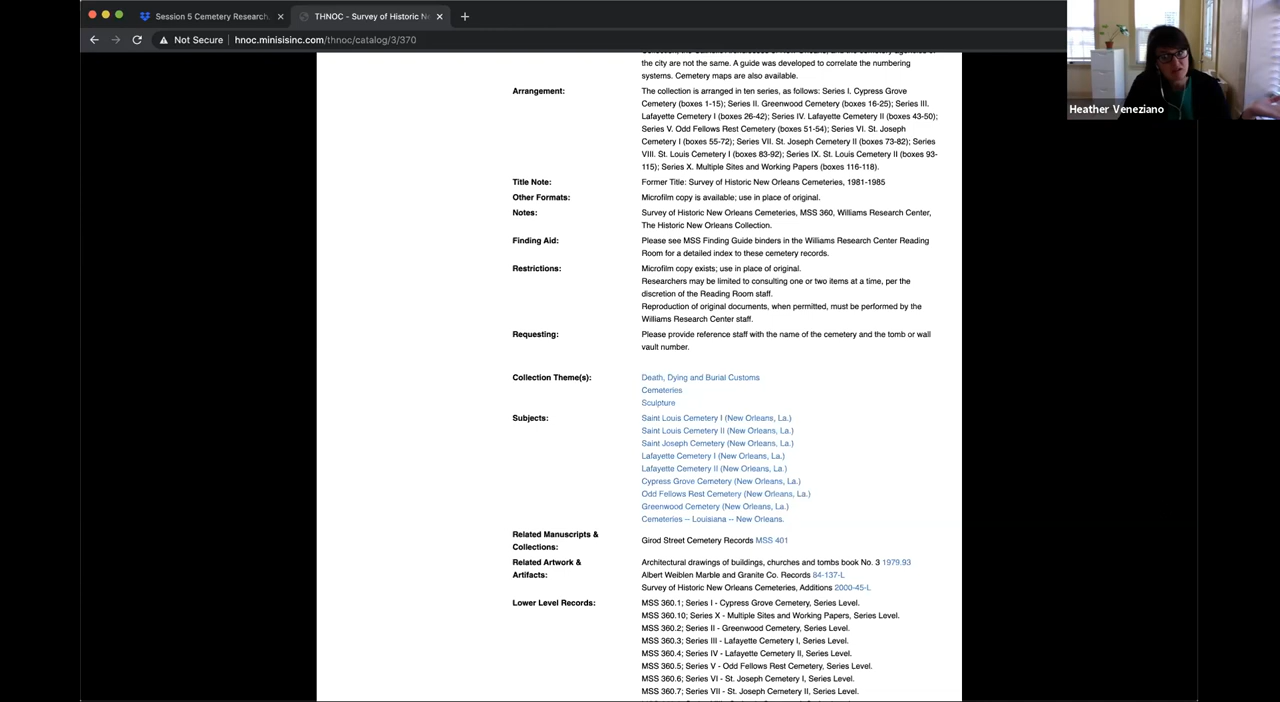 Session 5 Cemetery Research
THNOC - Survey of Historic Ne
Not Secure
hnoc.minisisinc.com/thnoc/catalog/3/370
the city are not the same. A guide was developed to correlate the numbering
systems. Cemetery maps are also available.
Arrangement:
The collection is arranged in ten series, as follows: Series I. Cypress Grove
Cemetery (boxes 1-15); Series II. Greenwood Cemetery (boxes 16-25); Series III.
Lafayette Cemetery I (boxes 26-42); Series IV. Lafayette Cemetery II (boxes 43-50);
Series V. Odd Fellows Rest Cemetery (boxes 51-54); Series VI. St. Joseph
Cemetery I (boxes 55-72); Series VII. St. Joseph Cemetery II (boxes 73-82); Series
VIII. St. Louis Cemetery I (boxes 83-92); Series IX. St. Louis Cemetery II (boxes 93-
115); Series X. Multiple Sites and Working Papers (boxes 116-118).
Title Note:
Former Title: Survey of Historic New Orleans Cemeteries, 1981-1985
Other Formats:
Microfilm copy is available; use in place of original.
Notes:
Survey of Historic New Orleans Cemeteries, MSS 360, Williams Research Center,
The Historic New Orleans Collection.
Finding Aid:
Please see MSS Finding Guide binders in the Williams Research Center Reading
Room for a detailed index to these cemetery records.
Restrictions:
Microfilm copy exists; use in place of original.
Researchers may be limited to consulting one or two items at a time, per the
discretion of the Reading Room staff.
Reproduction of original documents, when permitted, must be performed by the
Williams Research Center staff.
Requesting:
Please provide reference staff with the name of the cemetery and the tomb or wall
vault number.
Collection Theme(s):
Death, Dying and Burial Customs
Cemeteries
Sculpture
Subjects:
Saint Louis Cemetery I (New Orleans, La.)
Saint Louis Cemetery II (New Orleans, La.)
Saint Joseph Cemetery (New Orleans, La.)
Lafayette Cemetery I (New Orleans, La.)
Lafayette Cemetery II (New Orleans, La.)
Cypress Grove Cemetery (New Orleans, La.)
Odd Fellows Rest Cemetery (New Orleans, La.)
Greenwood Cemetery (New Orleans, La.)
Cemeteries -- Louisiana -- New Orleans.
Related Manuscripts &
Collections:
Girod Street Cemetery Records MSS 401
Related Artwork &
Artifacts:
Architectural drawings of buildings, churches and tombs book No. 3 1979.93
Albert Weiblen Marble and Granite Co. Records 84-137-L
Survey of Historic New Orleans Cemeteries, Additions 2000-45-L
Lower Level Records:
MSS 360.1; Series I - Cypress Grove Cemetery, Series Level.
MSS 360.10; Series X - Multiple Sites and Working Papers, Series Level.
MSS 360.2; Series II - Greenwood Cemetery, Series Level.
MSS 360.3; Series III - Lafayette Cemetery I, Series Level.
MSS 360.4; Series IV - Lafayette Cemetery II, Series Level.
MSS 360.5; Series V - Odd Fellows Rest Cemetery, Series Level.
MSS 360.6; Series VI - St. Joseph Cemetery I, Series Level.
MSS 360.7; Series VII - St. Joseph Cemetery II, Series Level.
Heather Veneziano